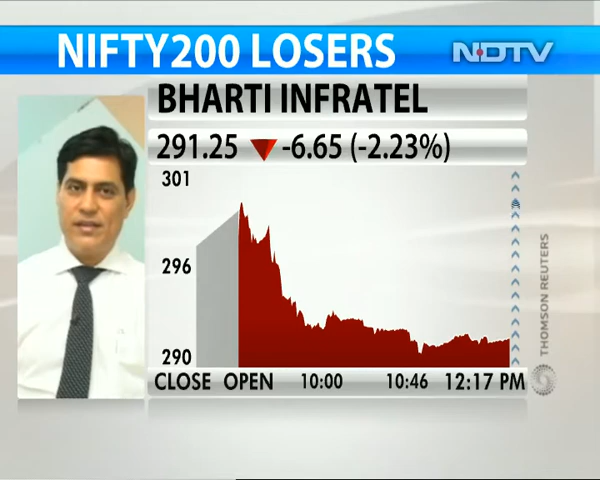 NIFTY200 LOSERS
NDTV
BHARTI INFRATEL
291.25 -6.65 (-2.23%)
301
296
290
CLOSE OPEN 10:00 10:46 12:17 PM
THOMSON REUTERS